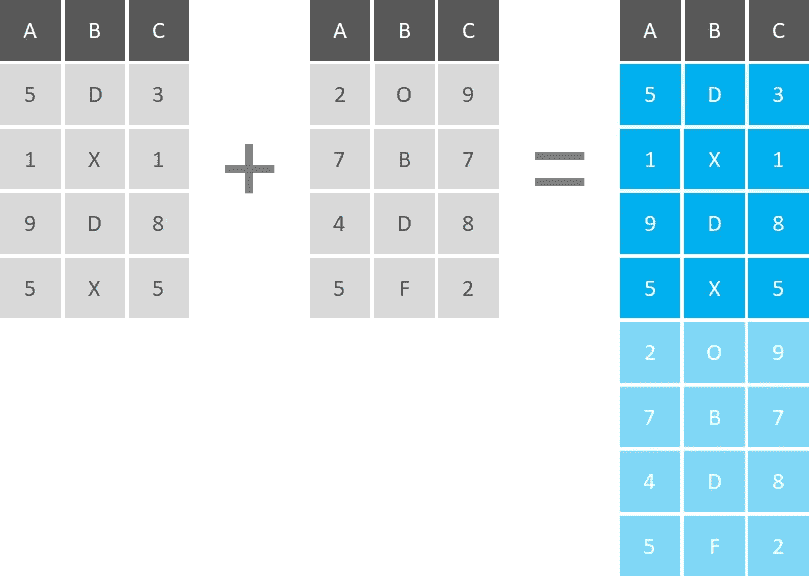 A B C A B C A B C
5 D 3 2 O 9 5 D 3
1 X 1 + 7 B 7 = 1 X 1
9 D 8 4 D 8 9 D 8
5 X 5 5 F 2 5 X 5
2 O 9
7 B 7
4 D 8
5 F 2